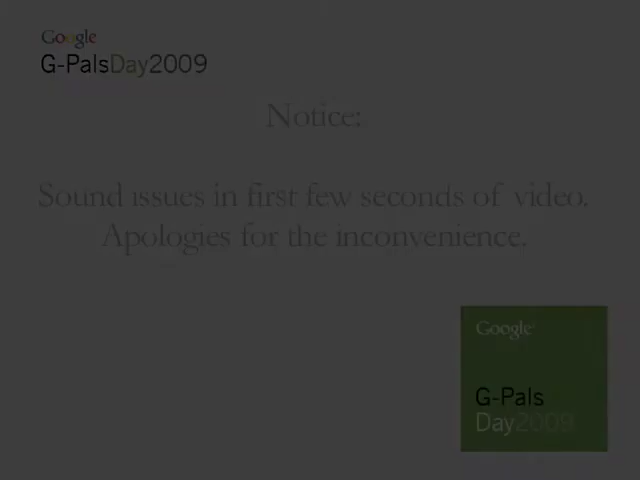 Google
G-PalsDay2009
Notice:
Sound issues in first few seconds of video.
Apologies for the inconvenience.
Google
G-Pals
Day2009